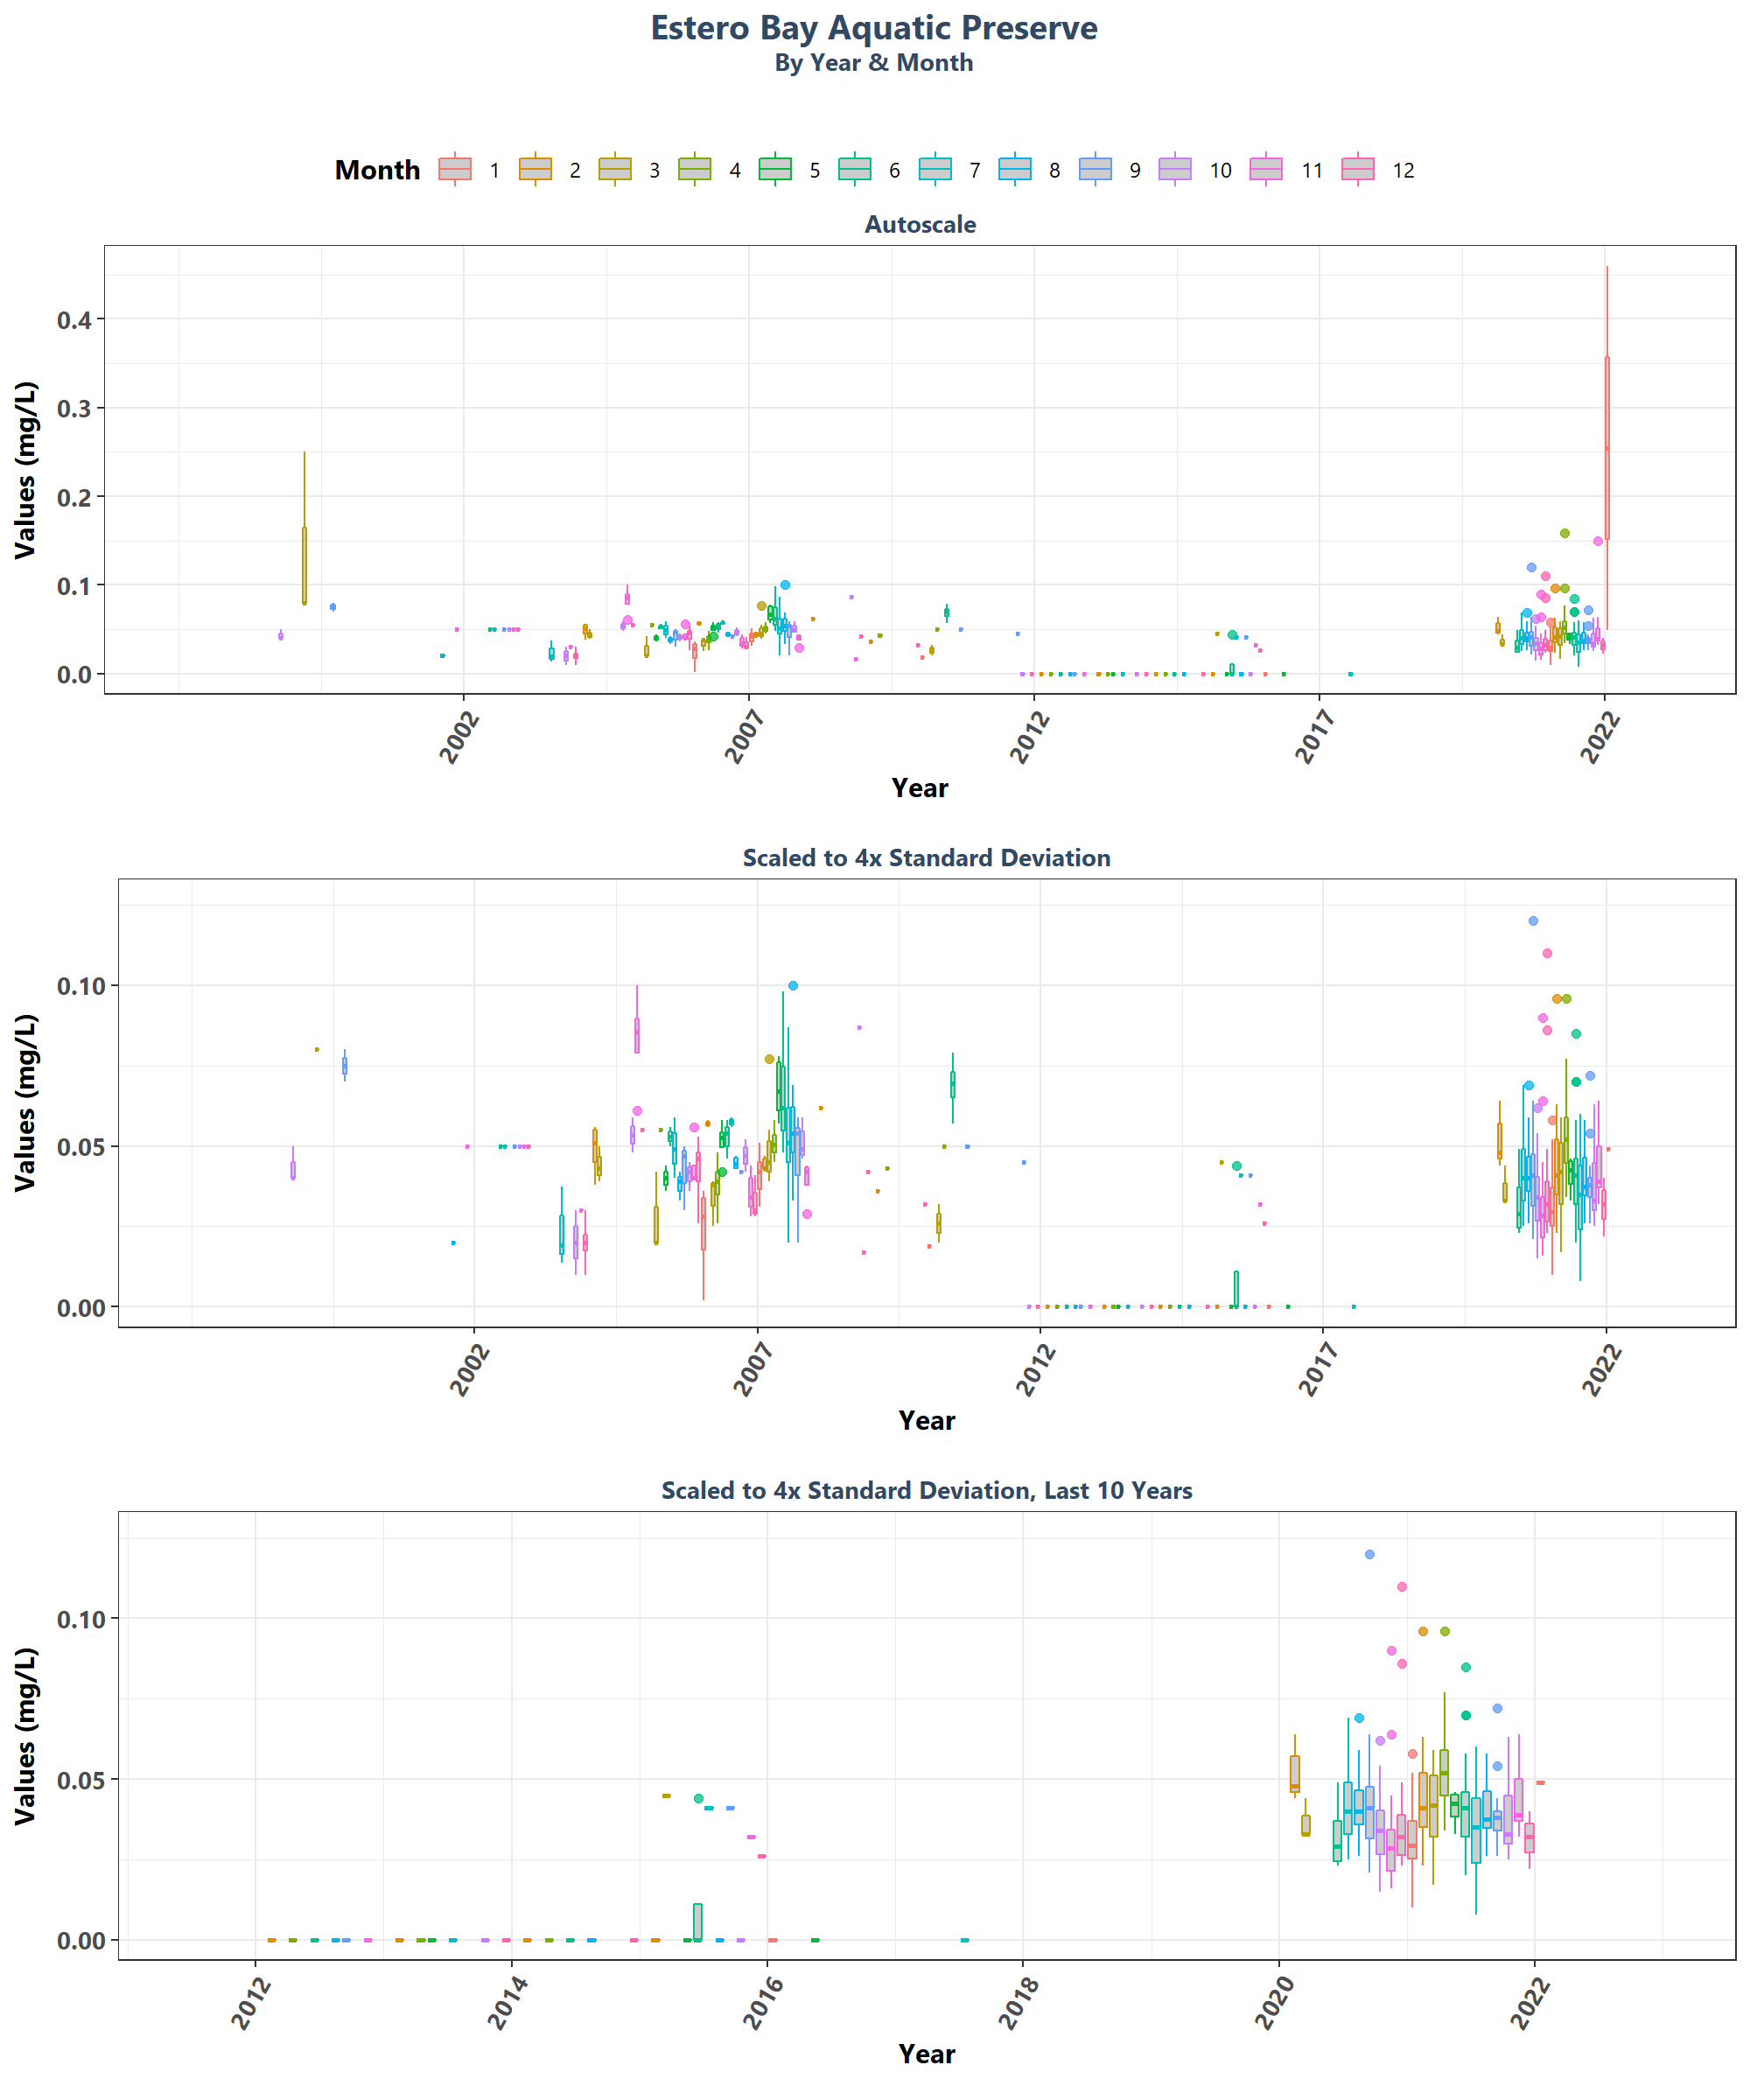 Estero Bay Aquatic Preserve
By Year & Month
Month 1 2 3 4 5 6 7 8 9 10 11 12
Autoscale
Values (mg/L)
0.4
0.3
0.2
0.1
0.0
2002 2007 2012 2017 2022
Year
Scaled to 4x Standard Deviation
Values (mg/L)
0.10
0.05
0.00
2002 2007 2012 2017 2022
Year
Scaled to 4x Standard Deviation, Last 10 Years
Values (mg/L)
0.10
0.05
0.00
2012 2014 2016 2018 2020 2022
Year